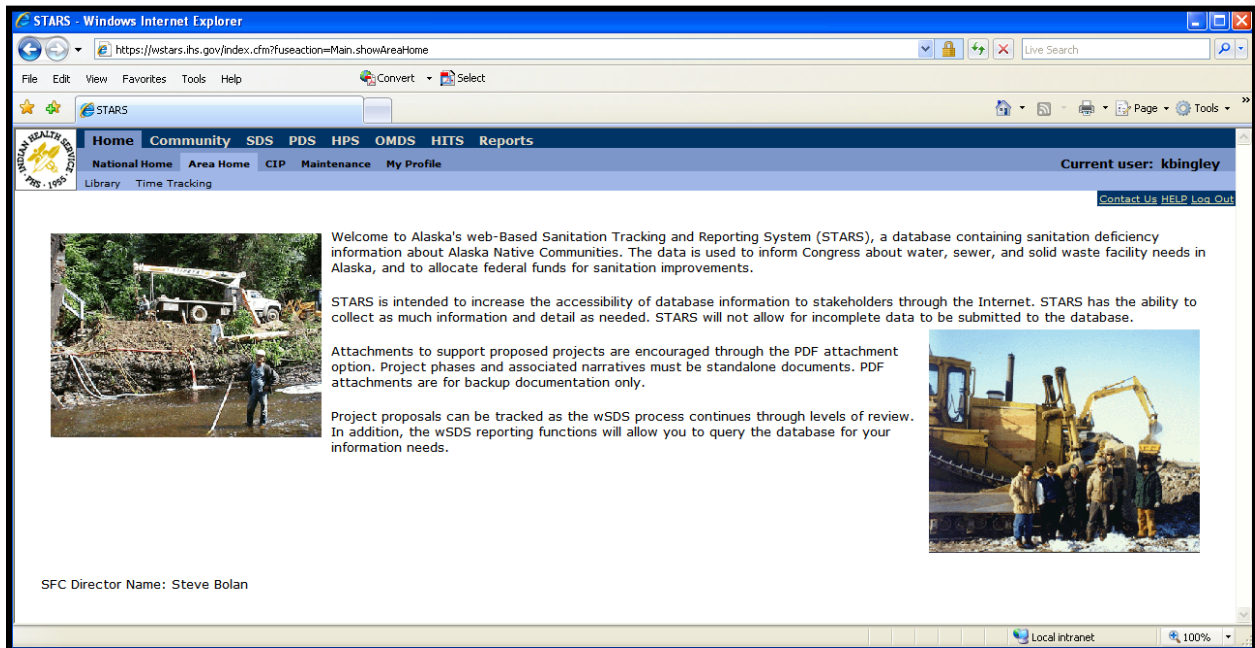 STARS - Windows Internet Explorer
https://wstars.ihs.gov/index.cfm?fuseaction=Main.showAreaHome
Live Search
File Edit View Favorites Tools Help
Convert Select
STARS
Page Tools
INDIAN HEALTH SERVICE
PHS · 1955
Home Community SDS PDS HPS OMDS HITS Reports
National Home Area Home CIP Maintenance My Profile
Current user: kbingley
Library Time Tracking
Contact Us HELP Log Out
Welcome to Alaska's web-Based Sanitation Tracking and Reporting System (STARS), a database containing sanitation deficiency
information about Alaska Native Communities. The data is used to inform Congress about water, sewer, and solid waste facility needs in
Alaska, and to allocate federal funds for sanitation improvements.
STARS is intended to increase the accessibility of database information to stakeholders through the Internet. STARS has the ability to
collect as much information and detail as needed. STARS will not allow for incomplete data to be submitted to the database.
Attachments to support proposed projects are encouraged through the PDF attachment
option. Project phases and associated narratives must be standalone documents. PDF
attachments are for backup documentation only.
Project proposals can be tracked as the wSDS process continues through levels of review.
In addition, the wSDS reporting functions will allow you to query the database for your
information needs.
SFC Director Name: Steve Bolan
Local intranet
100%